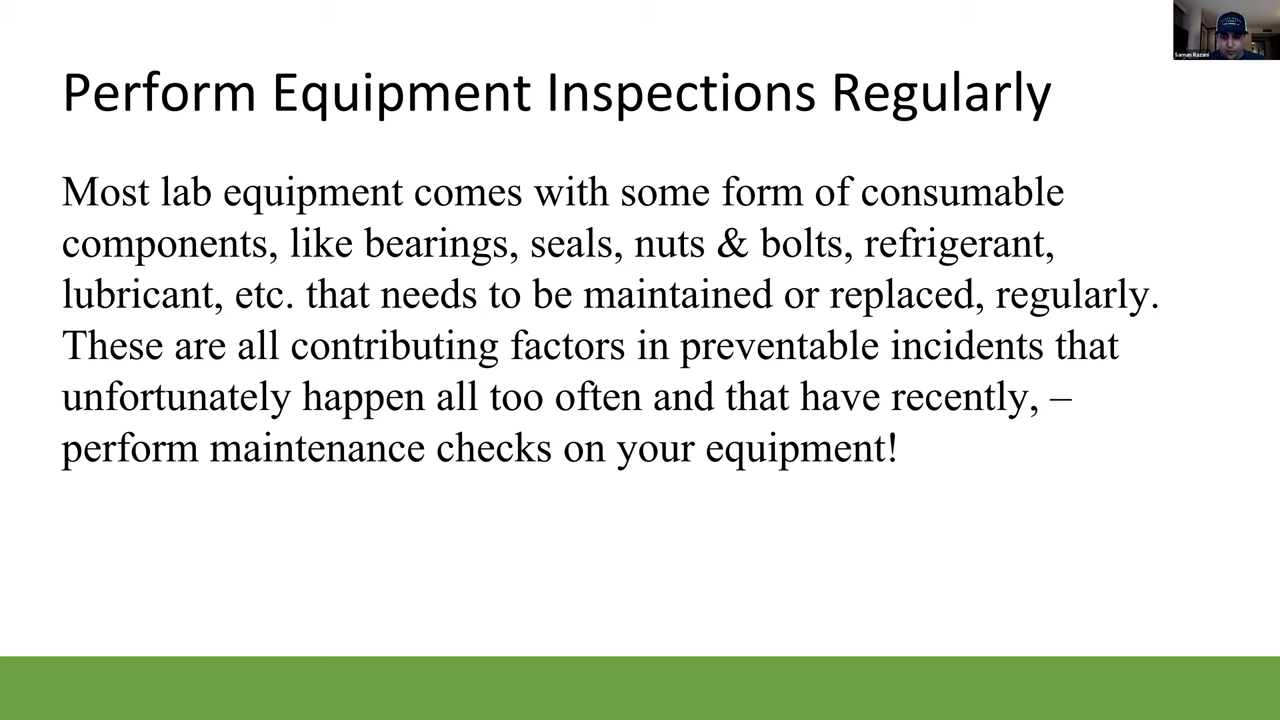 Perform Equipment Inspections Regularly
Most lab equipment comes with some form of consumable
components, like bearings, seals, nuts & bolts, refrigerant,
lubricant, etc. that needs to be maintained or replaced, regularly.
These are all contributing factors in preventable incidents that
unfortunately happen all too often and that have recently, –
perform maintenance checks on your equipment!
Saman Razani